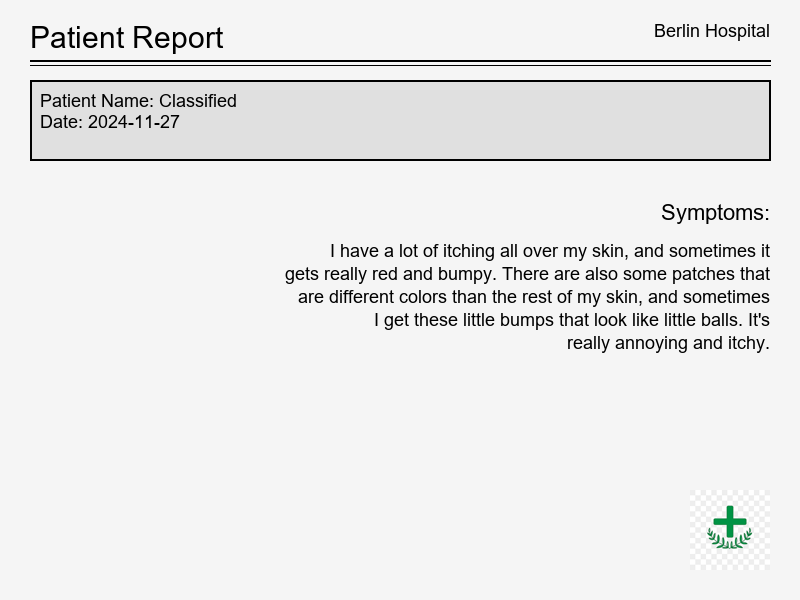 Patient Report
Berlin Hospital
Patient Name: Classified
Date: 2024-11-27
Symptoms:
I have a lot of itching all over my skin, and sometimes it
gets really red and bumpy. There are also some patches that
are different colors than the rest of my skin, and sometimes
I get these little bumps that look like little balls. It's
really annoying and itchy.